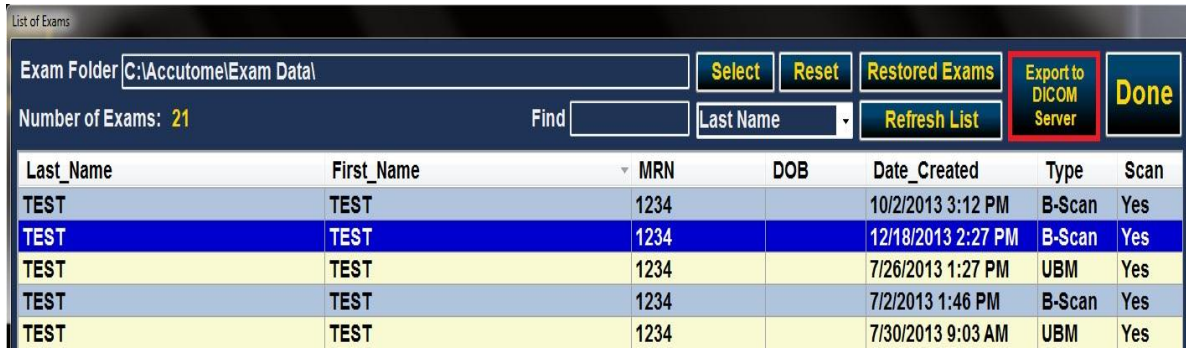 List of Exams
Exam Folder C:\Accutome\Exam Data\ Select Reset Restored Exams Export to DICOM Server Done
Number of Exams: 21 Find Last Name Refresh List
Last_Name First_Name MRN DOB Date_Created Type Scan
TEST TEST 1234 10/2/2013 3:12 PM B-Scan Yes
TEST TEST 1234 12/18/2013 2:27 PM B-Scan Yes
TEST TEST 1234 7/26/2013 1:27 PM UBM Yes
TEST TEST 1234 7/2/2013 1:46 PM B-Scan Yes
TEST TEST 1234 7/30/2013 9:03 AM UBM Yes